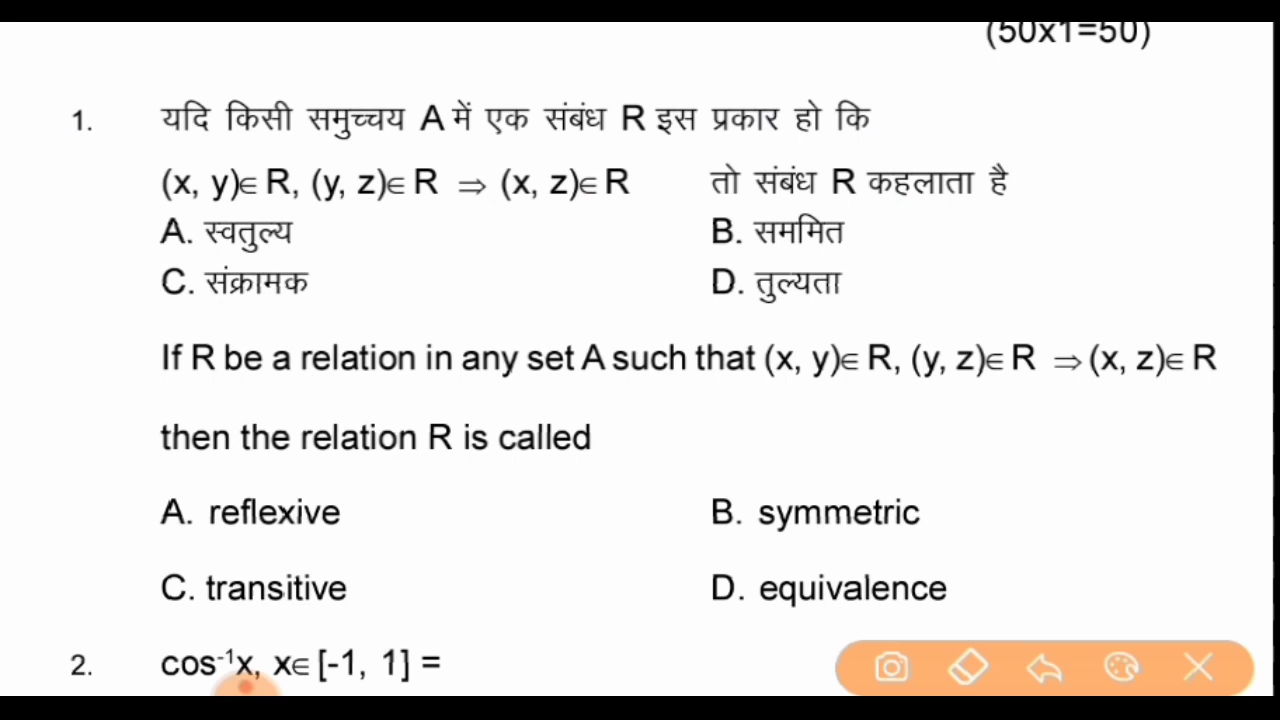 (50x1=50)
1. यदि किसी समुच्चय A में एक संबंध R इस प्रकार हो कि
(x, y)∈ R, (y, z)∈ R ⇒ (x, z)∈ R तो संबंध R कहलाता है
A. स्वतुल्य B. सममित
C. संक्रामक D. तुल्यता
If R be a relation in any set A such that (x, y)∈ R, (y, z)∈ R ⇒ (x, z)∈ R
then the relation R is called
A. reflexive B. symmetric
C. transitive D. equivalence
2. cos⁻¹x, x∈ [-1, 1] =